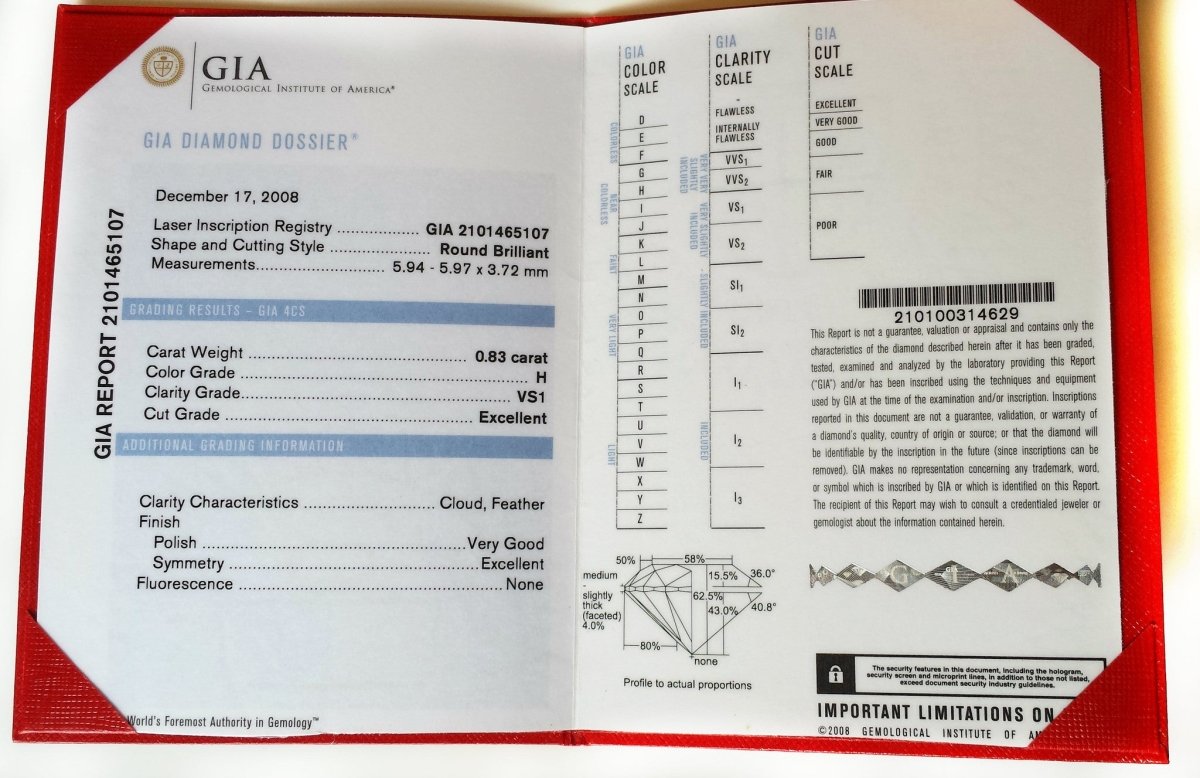 GIA
GEMOLOGICAL INSTITUTE OF AMERICA®
GIA DIAMOND DOSSIER®
December 17, 2008
Laser Inscription Registry ................ GIA 2101465107
Shape and Cutting Style ................ Round Brilliant
Measurements................ 5.94 - 5.97 x 3.72 mm
GRADING RESULTS – GIA 4CS
Carat Weight ................ 0.83 carat
Color Grade ................ H
Clarity Grade................ VS1
Cut Grade ................ Excellent
ADDITIONAL GRADING INFORMATION
Clarity Characteristics ................ Cloud, Feather
Finish
Polish ................ Very Good
Symmetry ................ Excellent
Fluorescence ................ None
GIA REPORT 2101465107
World's Foremost Authority in Gemology™
GIA
COLOR
SCALE
COLORLESS
D
E
F
NEAR COLORLESS
G
H
I
J
FAINT
K
L
M
VERY LIGHT
N
O
P
Q
R
LIGHT
S
T
U
V
W
X
Y
Z
GIA
CLARITY
SCALE
FLAWLESS
INTERNALLY
FLAWLESS
VERY VERY SLIGHTLY INCLUDED
VVS1
VVS2
VERY SLIGHTLY INCLUDED
VS1
VS2
SLIGHTLY INCLUDED
SI1
SI2
INCLUDED
I1
I2
I3
GIA
CUT
SCALE
EXCELLENT
VERY GOOD
GOOD
FAIR
POOR
210100314629
This Report is not a guarantee, valuation or appraisal and contains only the
characteristics of the diamond described herein after it has been graded,
tested, examined and analyzed by the laboratory providing this Report
("GIA") and/or has been inscribed using the techniques and equipment
used by GIA at the time of the examination and/or inscription. Inscriptions
reported in this document are not a guarantee, validation, or warranty of
a diamond's quality, country of origin or source; or that the diamond will
be identifiable by the inscription in the future (since inscriptions can be
removed). GIA makes no representation concerning any trademark, word,
or symbol which is inscribed by GIA or which is identified on this Report.
The recipient of this Report may wish to consult a credentialed jeweler or
gemologist about the information contained herein.
GIA
50%
58%
medium
-
slightly
thick
(faceted)
4.0%
15.5%
36.0°
62.5%
43.0%
40.8°
80%
none
Profile to actual proportions
The security features in this document, including the hologram,
security screen and microprint lines, in addition to those not listed,
exceed document security industry guidelines.
IMPORTANT LIMITATIONS ON
©2008 GEMOLOGICAL INSTITUTE OF